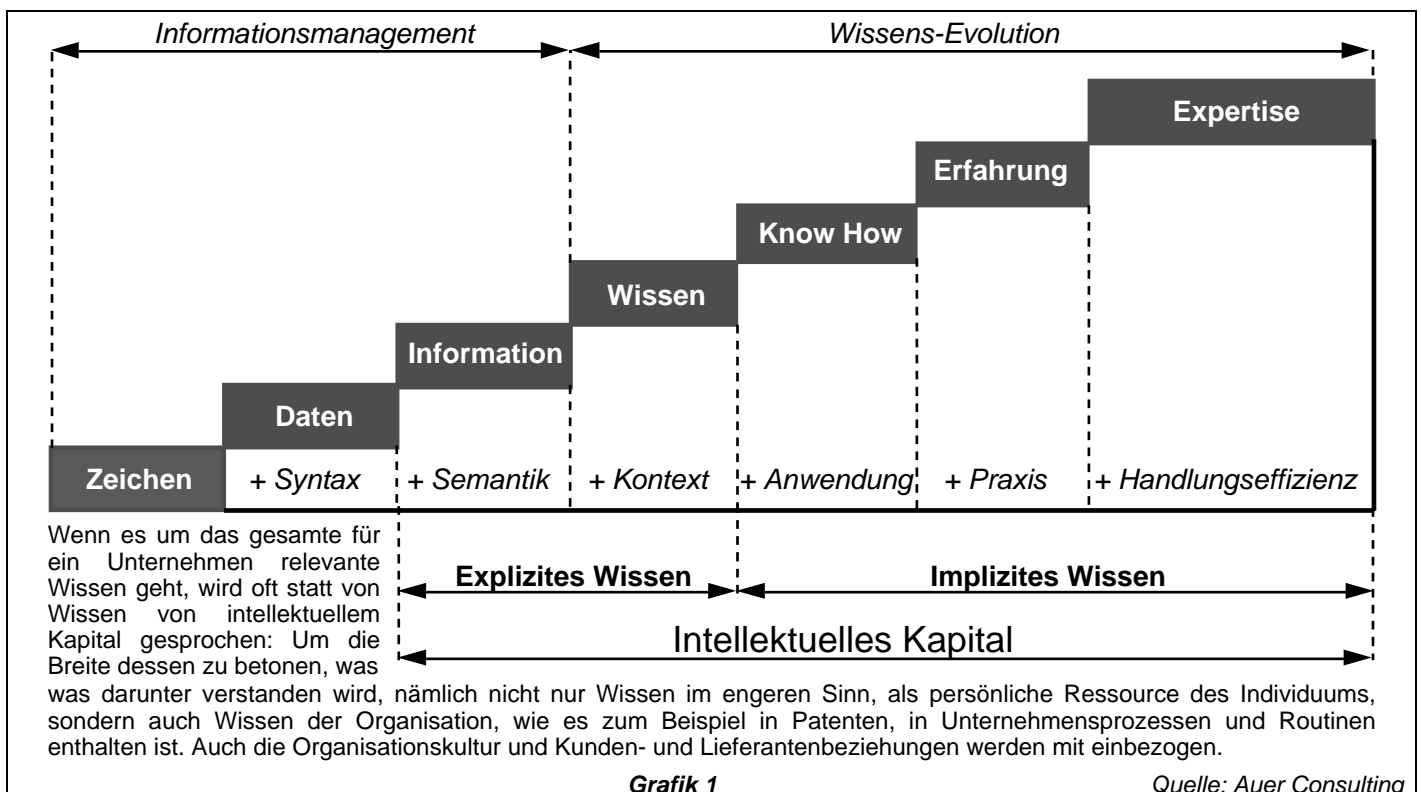 Informationsmanagement
Wissens-Evolution
Expertise
Erfahrung
Know How
Wissen
Information
Daten
Zeichen
+ Syntax
+ Semantik
+ Kontext
+ Anwendung
+ Praxis
+ Handlungseffizienz
Explizites Wissen
Implizites Wissen
Intellektuelles Kapital
Wenn es um das gesamte für
ein Unternehmen relevante
Wissen geht, wird oft statt von
Wissen von intellektuellem
Kapital gesprochen: Um die
Breite dessen zu betonen, was
was darunter verstanden wird, nämlich nicht nur Wissen im engeren Sinn, als persönliche Ressource des Individuums,
sondern auch Wissen der Organisation, wie es zum Beispiel in Patenten, in Unternehmensprozessen und Routinen
enthalten ist. Auch die Organisationskultur und Kunden- und Lieferantenbeziehungen werden mit einbezogen.
Grafik 1
Quelle: Auer Consulting